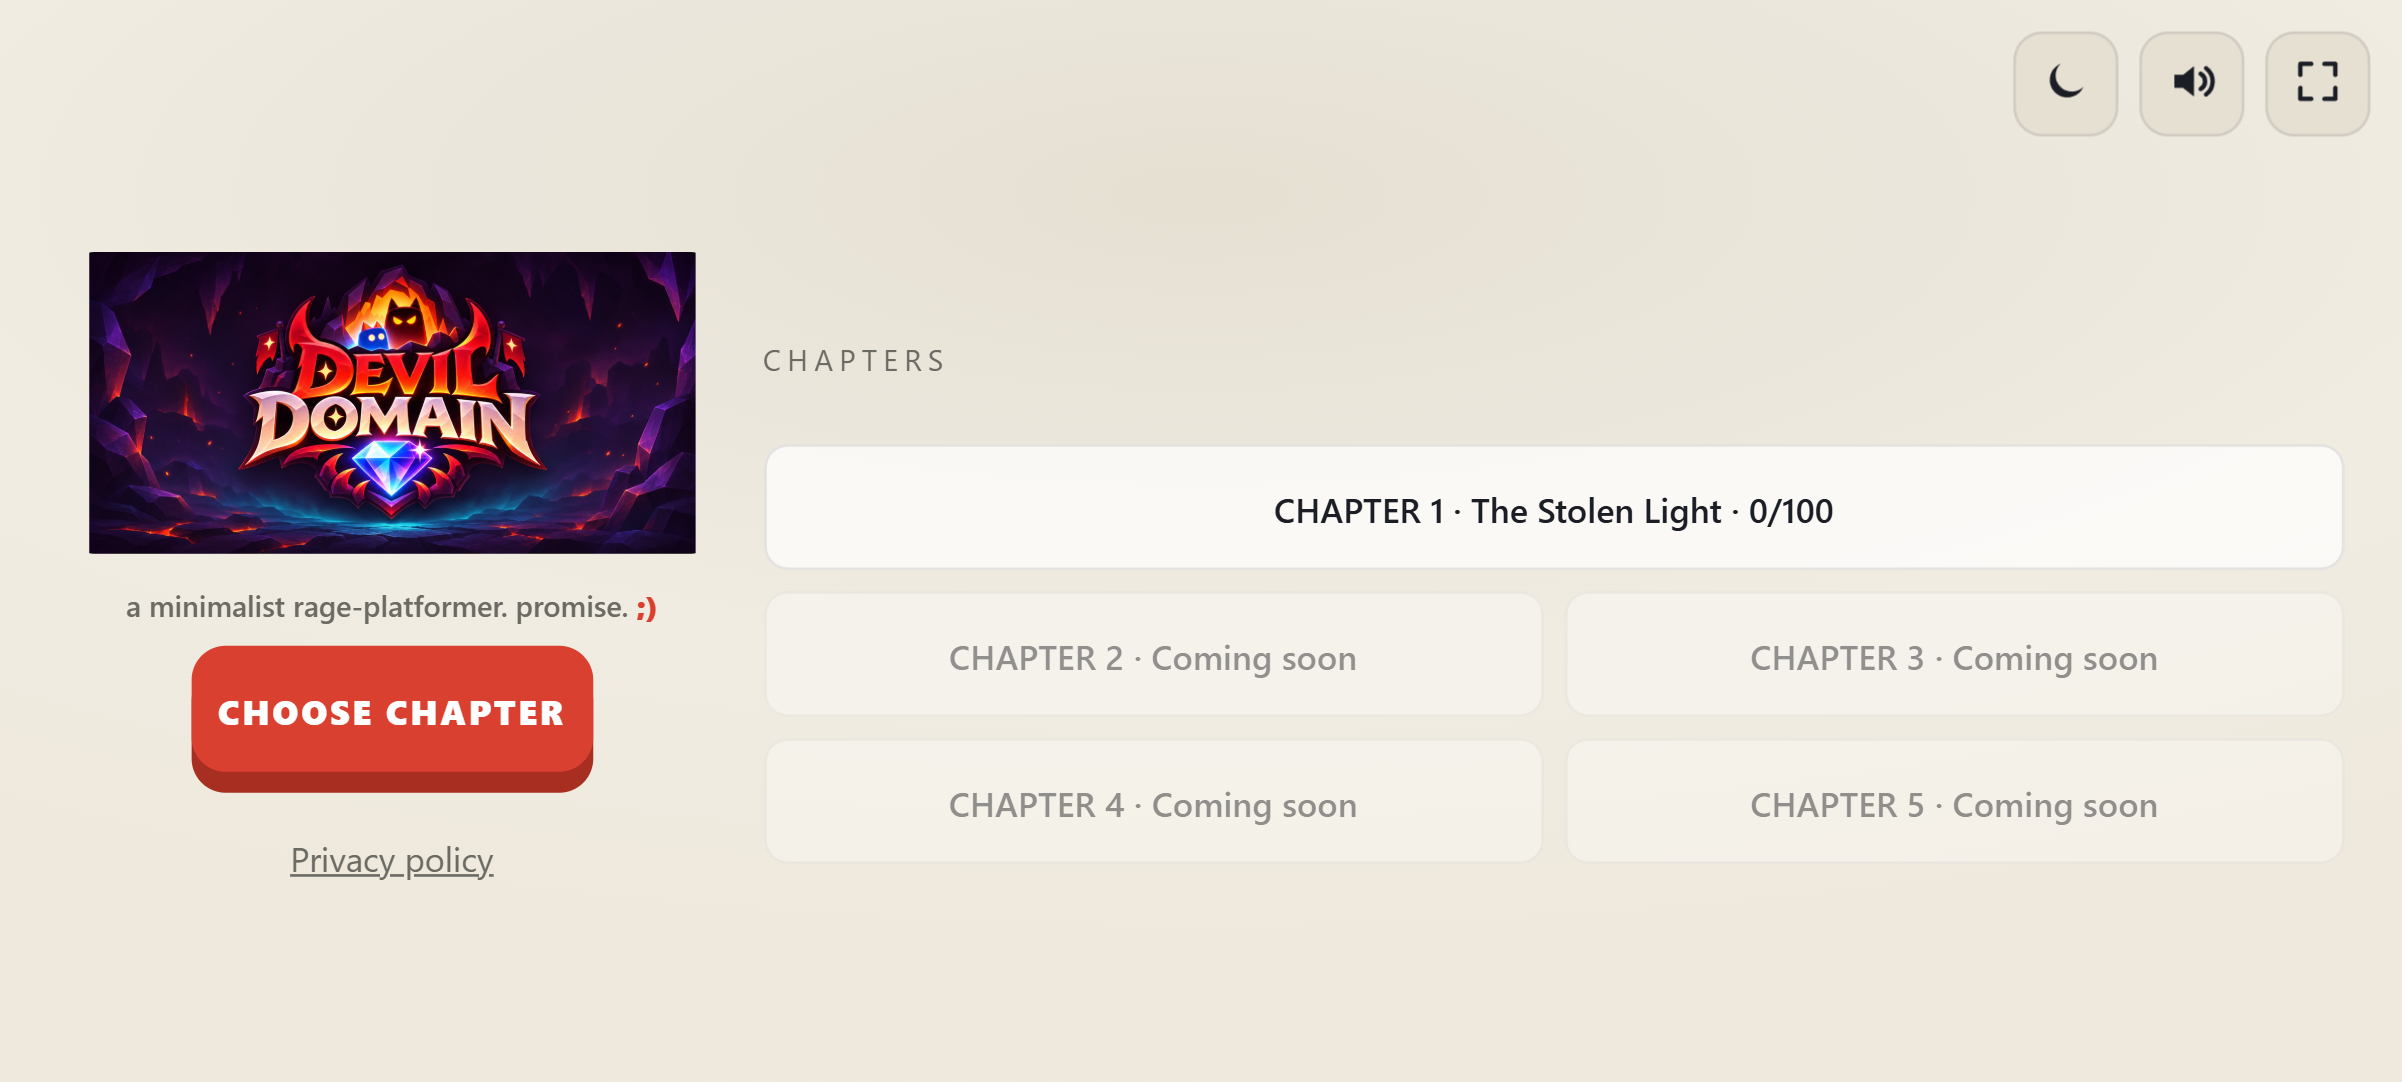 DEVIL
DOMAIN
a minimalist rage-platformer. promise. ;)
CHOOSE CHAPTER
Privacy policy
CHAPTERS
CHAPTER 1 · The Stolen Light · 0/100
CHAPTER 2 · Coming soon
CHAPTER 3 · Coming soon
CHAPTER 4 · Coming soon
CHAPTER 5 · Coming soon